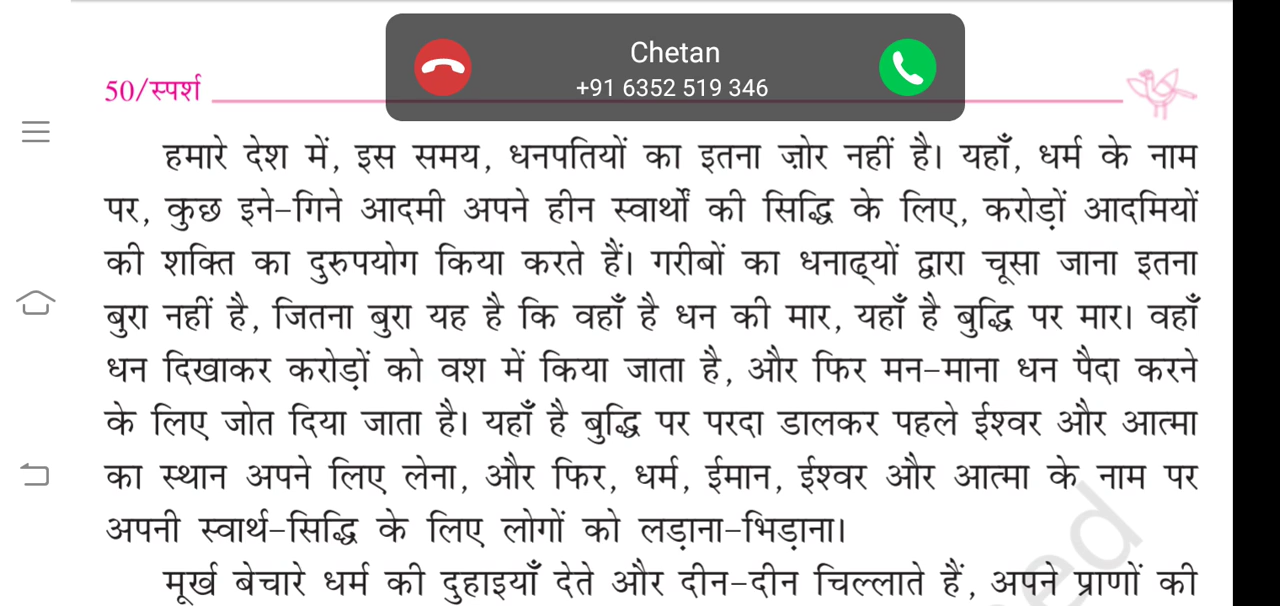 Chetan
+91 6352 519 346
50/स्पर्श
हमारे देश में, इस समय, धनपतियों का इतना ज़ोर नहीं है। यहाँ, धर्म के नाम
पर, कुछ इने-गिने आदमी अपने हीन स्वार्थों की सिद्धि के लिए, करोड़ों आदमियों
की शक्ति का दुरुपयोग किया करते हैं। गरीबों का धनाढ्यों द्वारा चूसा जाना इतना
बुरा नहीं है, जितना बुरा यह है कि वहाँ है धन की मार, यहाँ है बुद्धि पर मार। वहाँ
धन दिखाकर करोड़ों को वश में किया जाता है, और फिर मन-माना धन पैदा करने
के लिए जोत दिया जाता है। यहाँ है बुद्धि पर परदा डालकर पहले ईश्वर और आत्मा
का स्थान अपने लिए लेना, और फिर, धर्म, ईमान, ईश्वर और आत्मा के नाम पर
अपनी स्वार्थ-सिद्धि के लिए लोगों को लड़ाना-भिड़ाना।
मूर्ख बेचारे धर्म की दुहाइयाँ देते और दीन-दीन चिल्लाते हैं, अपने प्राणों की